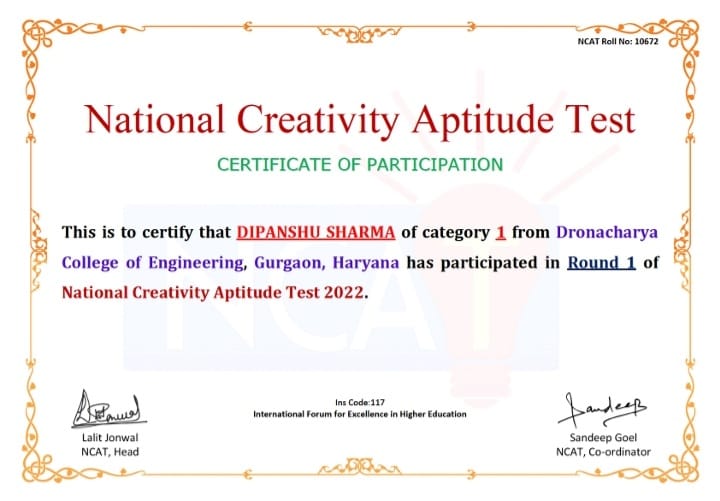 NCAT Roll No: 10672
National Creativity Aptitude Test
CERTIFICATE OF PARTICIPATION
This is to certify that DIPANSHU SHARMA of category 1 from Dronacharya
College of Engineering, Gurgaon, Haryana has participated in Round 1 of
National Creativity Aptitude Test 2022.
NCAT
Ins Code:117
International Forum for Excellence in Higher Education
Lalit Jonwal
NCAT, Head
Sandeep
Sandeep Goel
NCAT, Co-ordinator